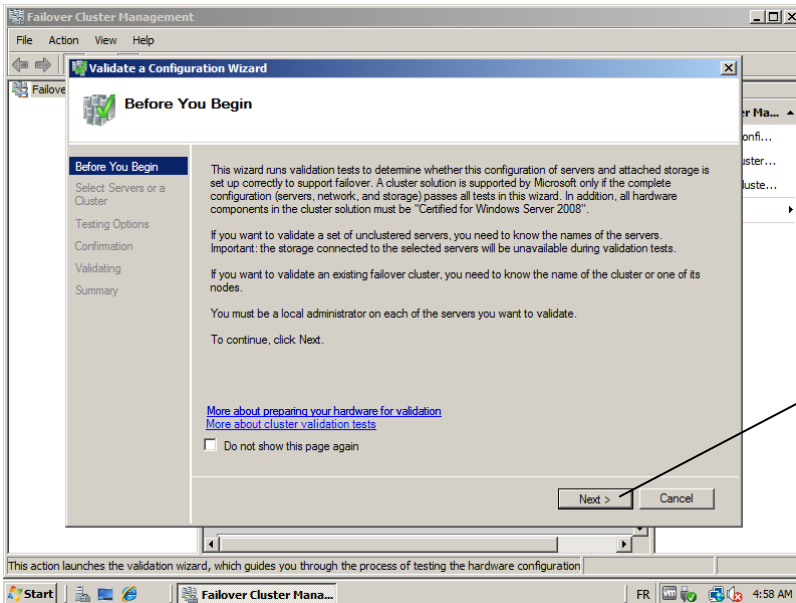 Failover Cluster Management
File Action View Help
Validate a Configuration Wizard
Failove
Before You Begin
er Ma...
onfi...
uster...
luste...
Before You Begin
Select Servers or a
Cluster
Testing Options
Confirmation
Validating
Summary
This wizard runs validation tests to determine whether this configuration of servers and attached storage is
set up correctly to support failover. A cluster solution is supported by Microsoft only if the complete
configuration (servers, network, and storage) passes all tests in this wizard. In addition, all hardware
components in the cluster solution must be "Certified for Windows Server 2008".
If you want to validate a set of unclustered servers, you need to know the names of the servers.
Important: the storage connected to the selected servers will be unavailable during validation tests.
If you want to validate an existing failover cluster, you need to know the name of the cluster or one of its
nodes.
You must be a local administrator on each of the servers you want to validate.
To continue, click Next.
More about preparing your hardware for validation
More about cluster validation tests
Do not show this page again
Next >
Cancel
This action launches the validation wizard, which guides you through the process of testing the hardware configuration
Start
Failover Cluster Mana...
FR
4:58 AM